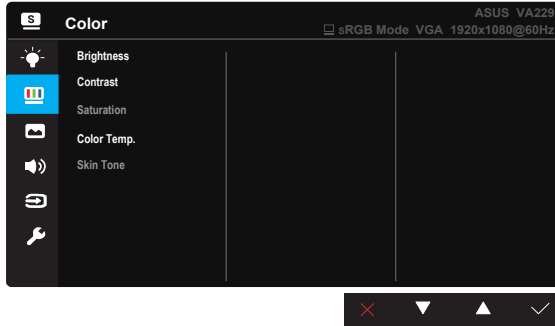 S
Color
ASUS VA229
sRGB Mode VGA 1920x1080@60Hz
Brightness
Contrast
Saturation
Color Temp.
Skin Tone